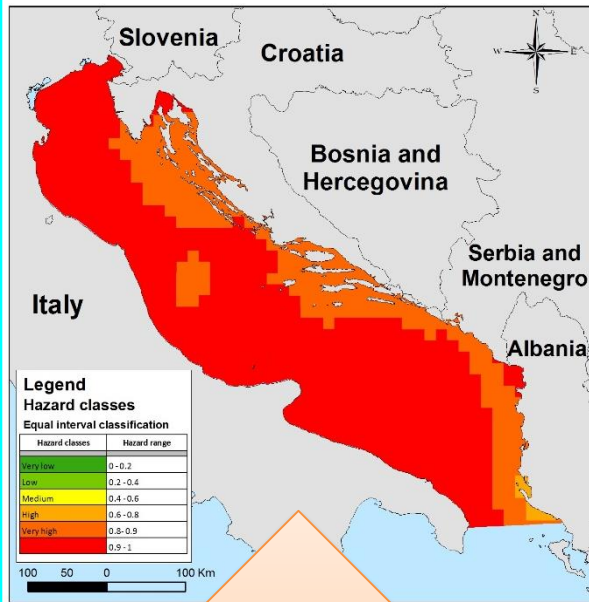 Slovenia
Croatia
N
W E
S
Bosnia and
Hercegovina
Serbia and
Montenegro
Italy
Albania
Legend
Hazard classes
Equal interval classification
Hazard classes Hazard range
Very low 0 - 0.2
Low 0.2 - 0.4
Medium 0.4 - 0.6
High 0.6 - 0.8
Very high 0.8- 0.9
0.9 - 1
100 50 0 100 Km